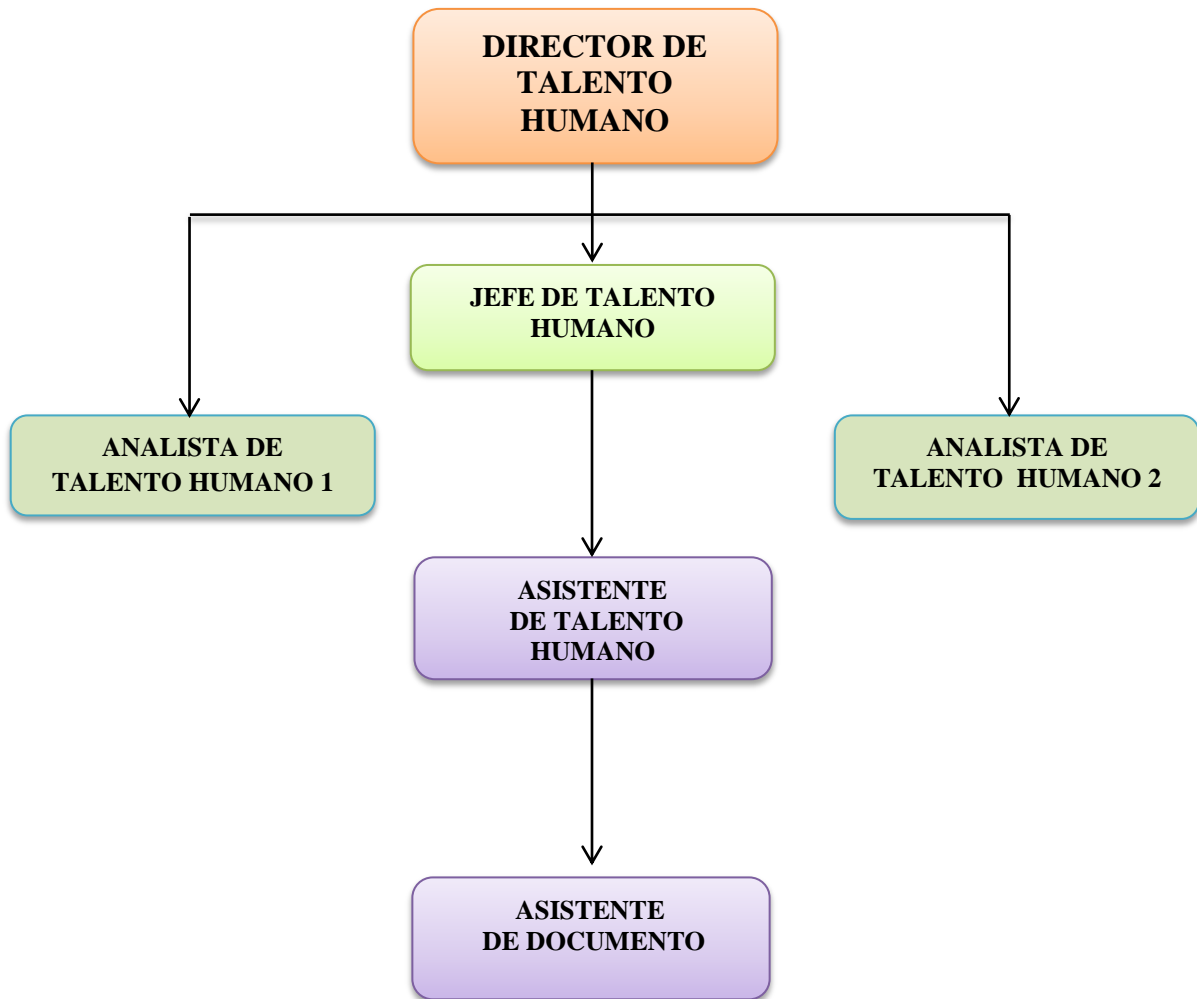 DIRECTOR DE
TALENTO
HUMANO
JEFE DE TALENTO
HUMANO
ANALISTA DE
TALENTO HUMANO 1
ANALISTA DE
TALENTO HUMANO 2
ASISTENTE
DE TALENTO
HUMANO
ASISTENTE
DE DOCUMENTO